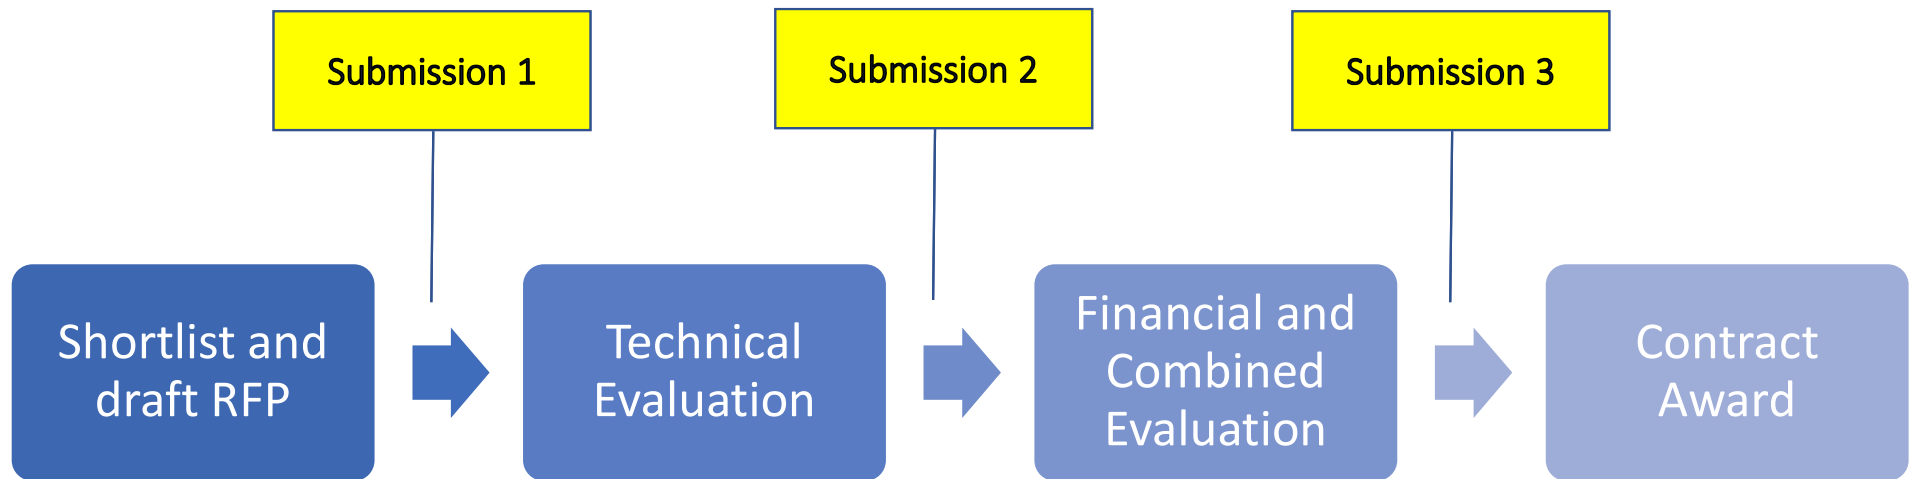 Submission 1
Submission 2
Submission 3
Shortlist and
draft RFP
Technical
Evaluation
Financial and
Combined
Evaluation
Contract
Award